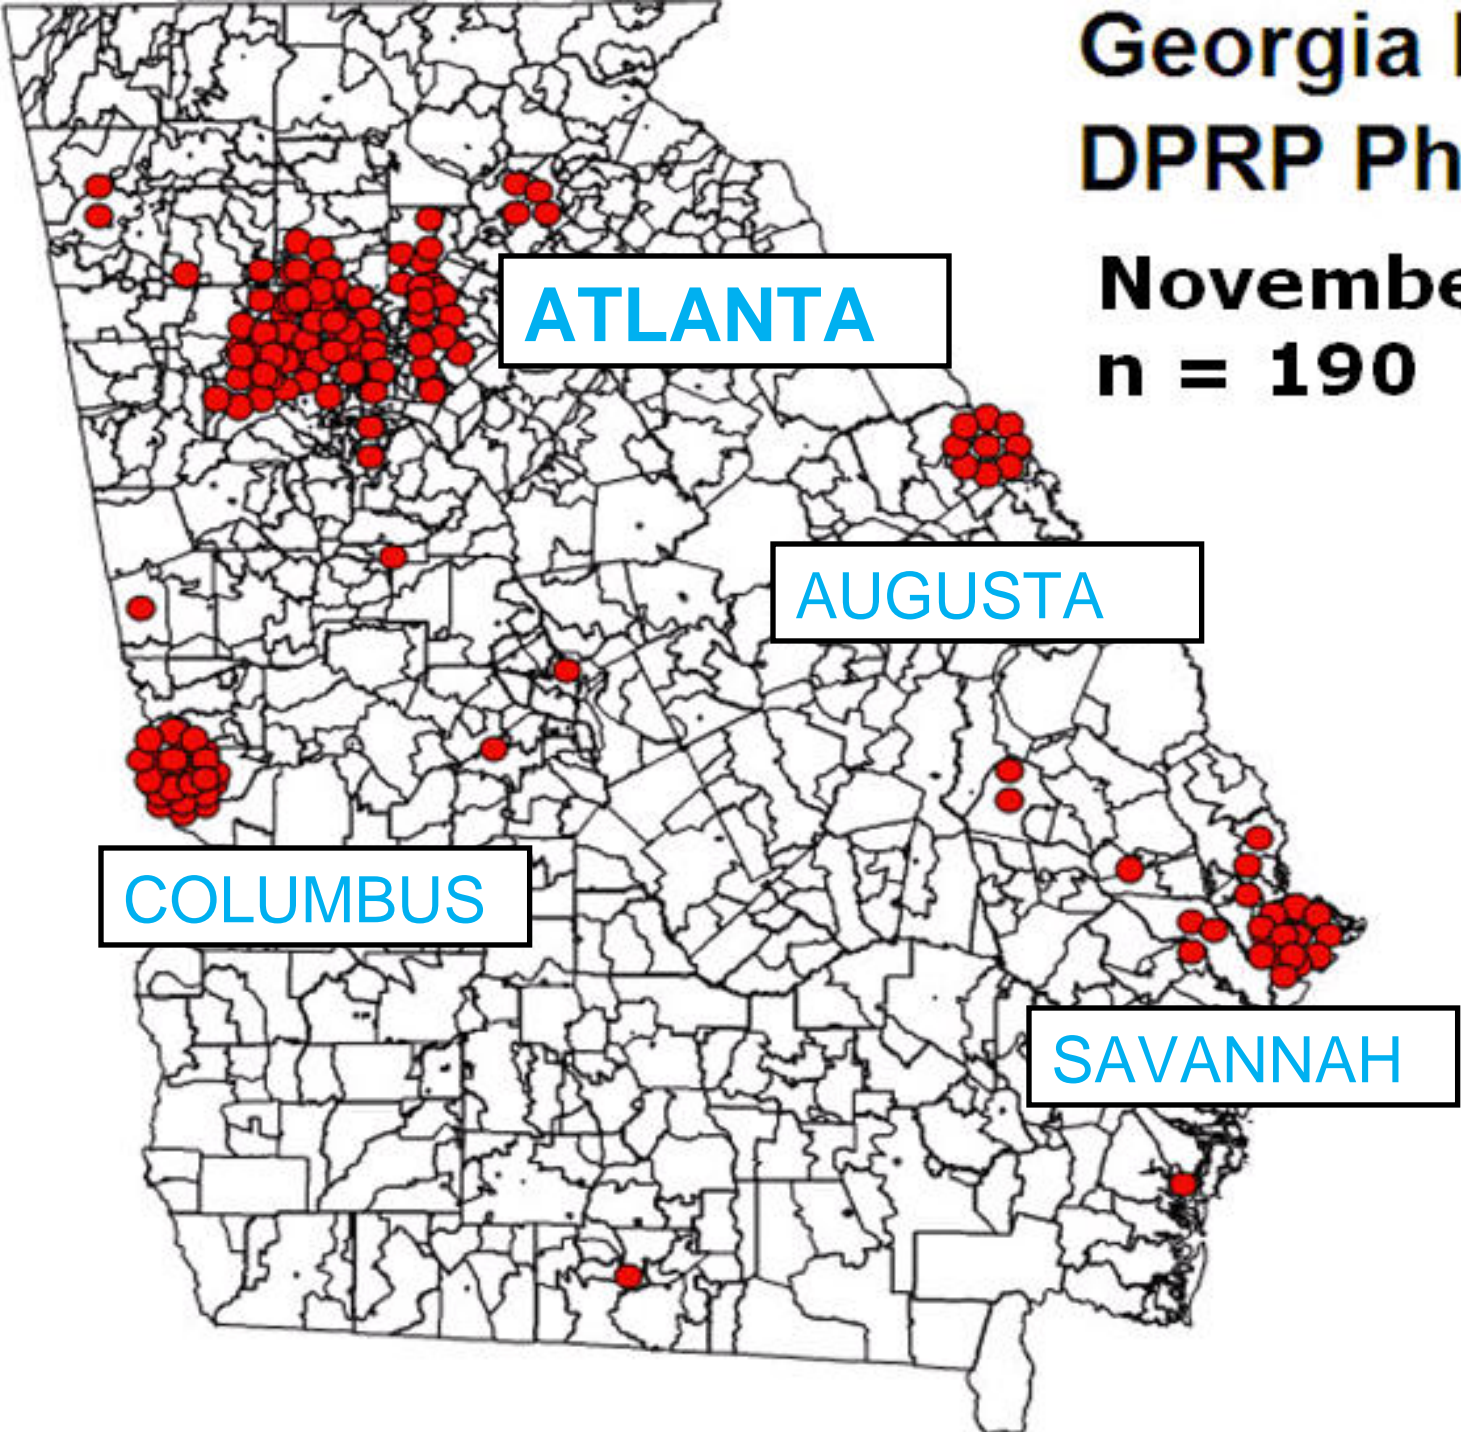 Georgia
DPRP Ph
Novembe
n = 190
ATLANTA
AUGUSTA
COLUMBUS
SAVANNAH